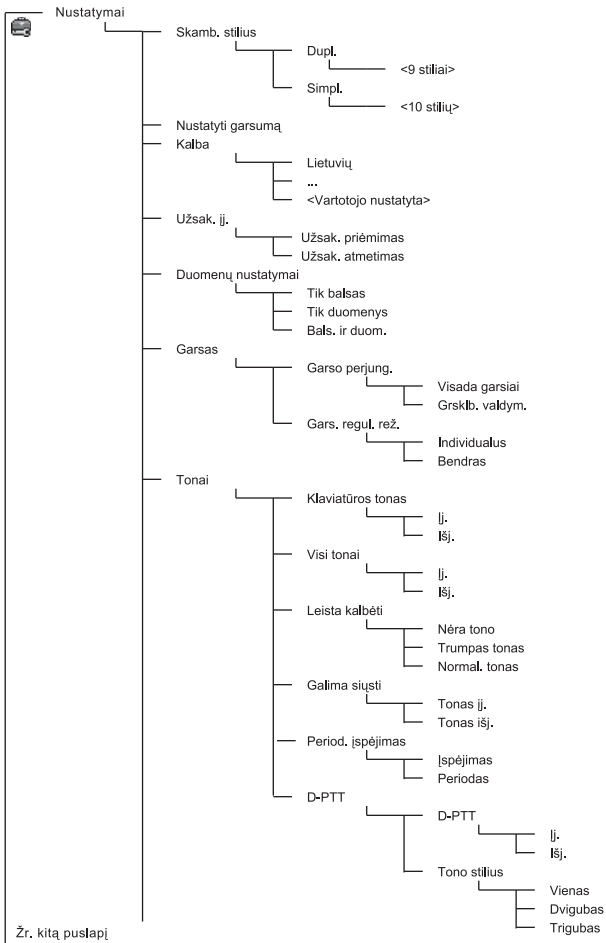 Nustatymai
Skamb. stilius
Dupl.
<9 stiliai>
Simpl.
<10 stilių>
Nustatyti garsumą
Kalba
Lietuvių
...
<Vartotojo nustatyta>
Užsak. įj.
Užsak. priėmimas
Užsak. atmetimas
Duomenų nustatymai
Tik balsas
Tik duomenys
Bals. ir duom.
Garsas
Garso perjung.
Visada garsiai
Grsklb. valdym.
Gars. regul. rež.
Individualus
Bendras
Tonai
Klaviatūros tonas
Įj.
Išj.
Visi tonai
Įj.
Išj.
Leista kalbėti
Nėra tono
Trumpas tonas
Normal. tonas
Galima siųsti
Tonas įj.
Tonas išj.
Period. įspėjimas
Įspėjimas
Periodas
D-PTT
D-PTT
Įj.
Išj.
Tono stilius
Vienas
Dvigubas
Trigubas
Žr. kitą puslapį